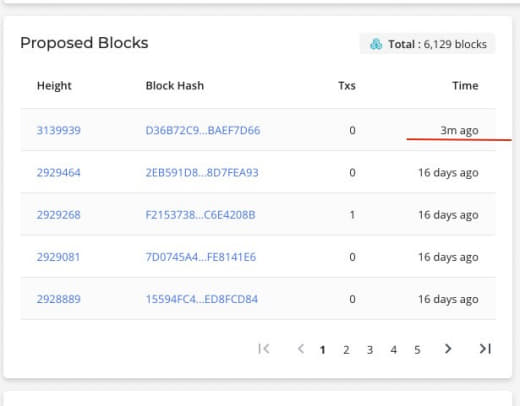 Proposed Blocks
Total : 6,129 blocks
Height Block Hash Txs Time
3139939 D36B72C9...BAEF7D66 0 3m ago
2929464 2EB591D8...8D7FEA93 0 16 days ago
2929268 F2153738...C6E4208B 1 16 days ago
2929081 7D0745A4...FE8141E6 0 16 days ago
2928889 15594FC4...ED8FCD84 0 16 days ago
1 2 3 4 5